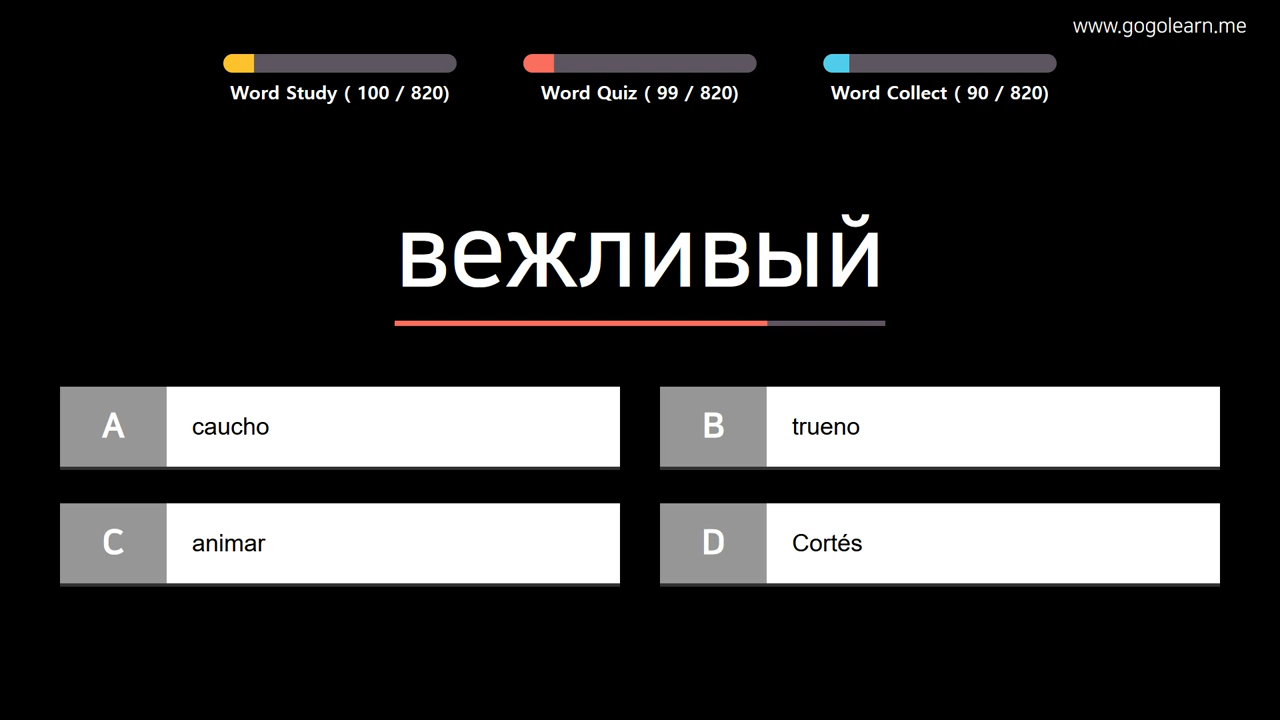 www.gogolearn.me
Word Study ( 100 / 820)
Word Quiz ( 99 / 820)
Word Collect ( 90 / 820)
вежливый
A
caucho
B
trueno
C
animar
D
Cortés